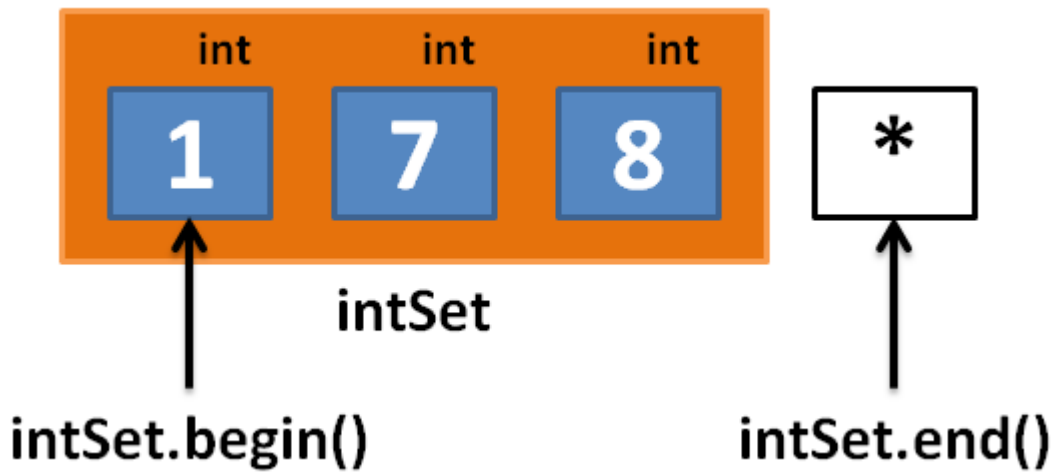 int int int
1 7 8 *
intSet
intSet.begin() intSet.end()